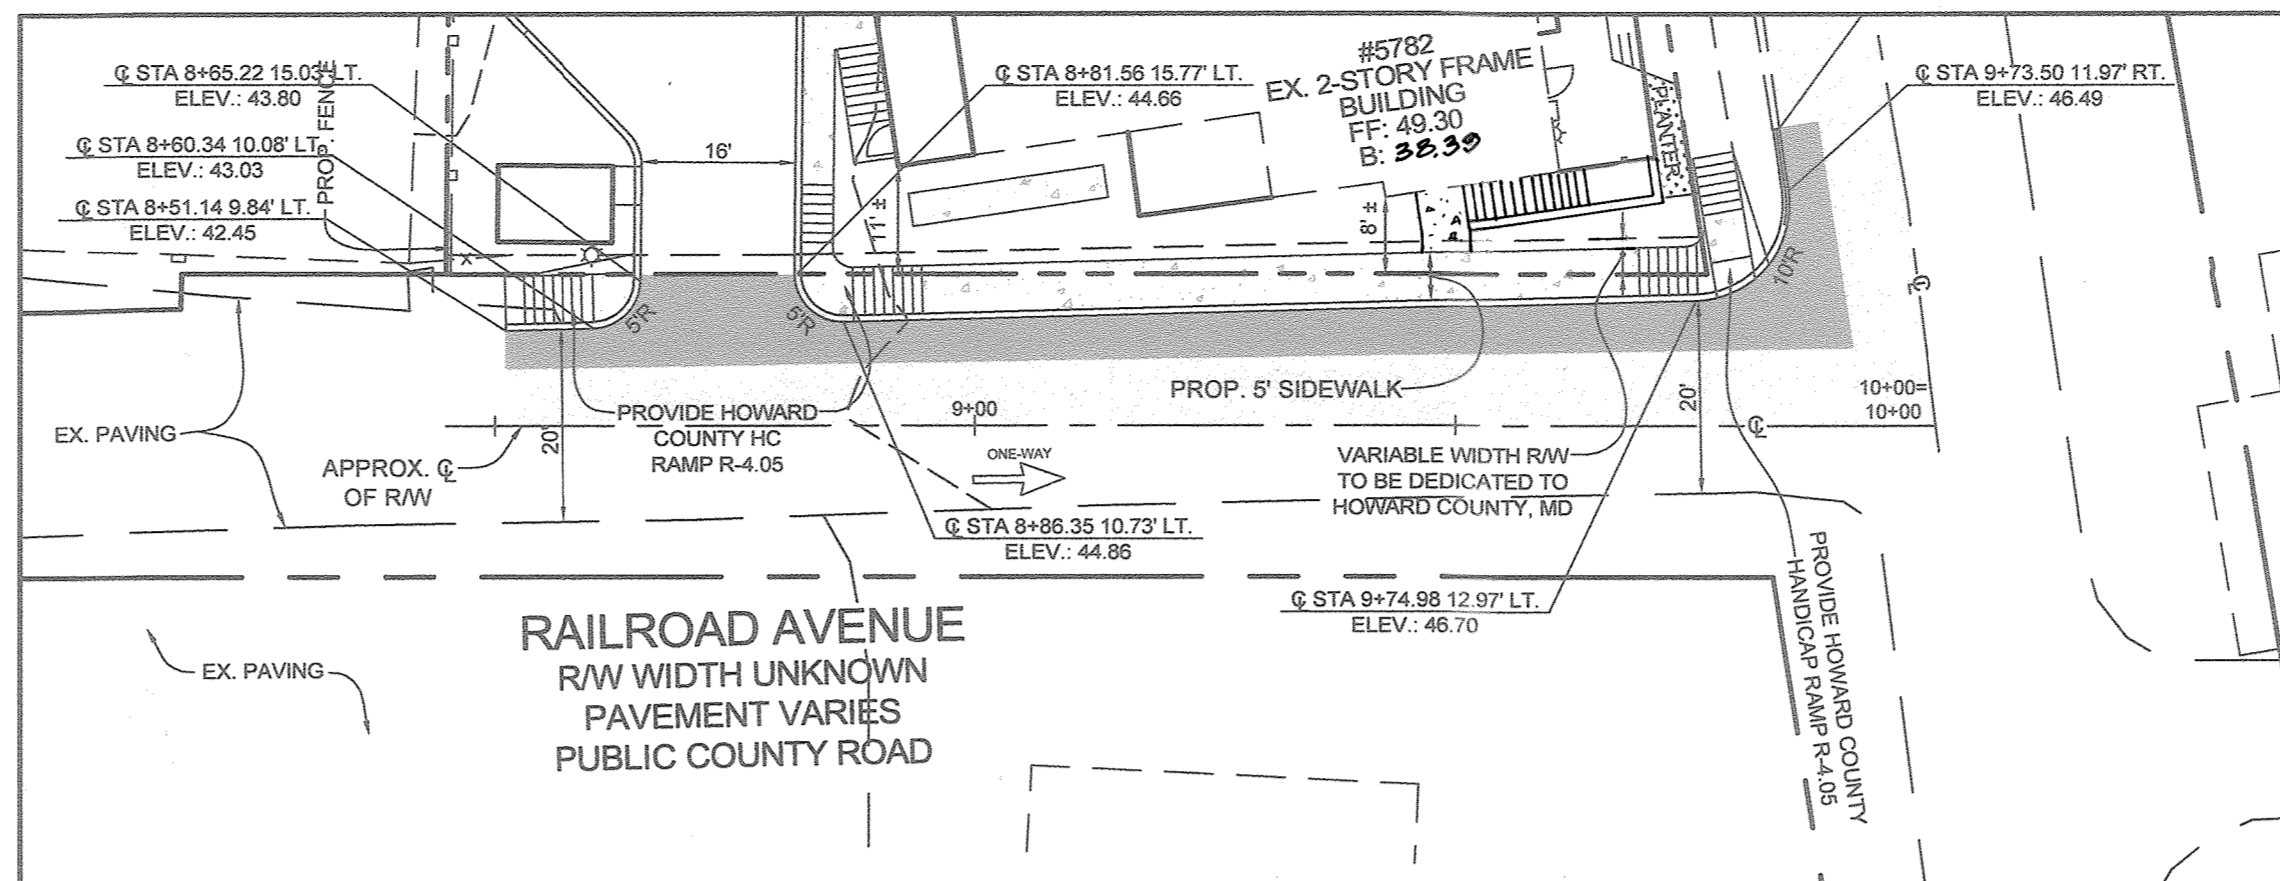 ℄ STA 8+65.22 15.03' LT.
ELEV.: 43.80
℄ STA 8+60.34 10.08' LT.
ELEV.: 43.03
℄ STA 8+51.14 9.84' LT.
ELEV.: 42.45
PROP. FENCE
16'
℄ STA 8+81.56 15.77' LT.
ELEV.: 44.66
#5782
EX. 2-STORY FRAME
BUILDING
FF: 49.30
B: 38.39
PLANTER
℄ STA 9+73.50 11.97' RT.
ELEV.: 46.49
11' ±
8' ±
X
5'R
5'R
10'R
EX. PAVING
APPROX. ℄
OF R/W
20'
PROVIDE HOWARD
COUNTY HC
RAMP R-4.05
9+00
ONE-WAY
PROP. 5' SIDEWALK
VARIABLE WIDTH R/W
TO BE DEDICATED TO
HOWARD COUNTY, MD
20'
℄
10+00=
10+00
℄ STA 8+86.35 10.73' LT.
ELEV.: 44.86
℄ STA 9+74.98 12.97' LT.
ELEV.: 46.70
PROVIDE HOWARD COUNTY
HANDICAP RAMP R-4.05
EX. PAVING
RAILROAD AVENUE
R/W WIDTH UNKNOWN
PAVEMENT VARIES
PUBLIC COUNTY ROAD